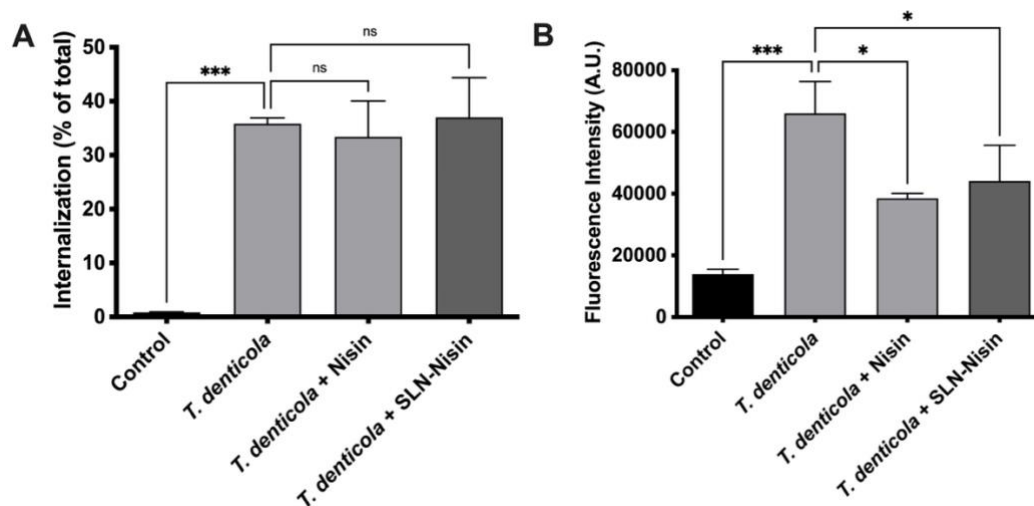 A
Internalization (% of total)
50
40
30
20
10
0
***
ns
ns
Control
T. denticola
T. denticola + Nisin
T. denticola + SLN-Nisin
B
Fluorescence Intensity (A.U.)
80000
60000
40000
20000
0
***
*
*
Control
T. denticola
T. denticola + Nisin
T. denticola + SLN-Nisin